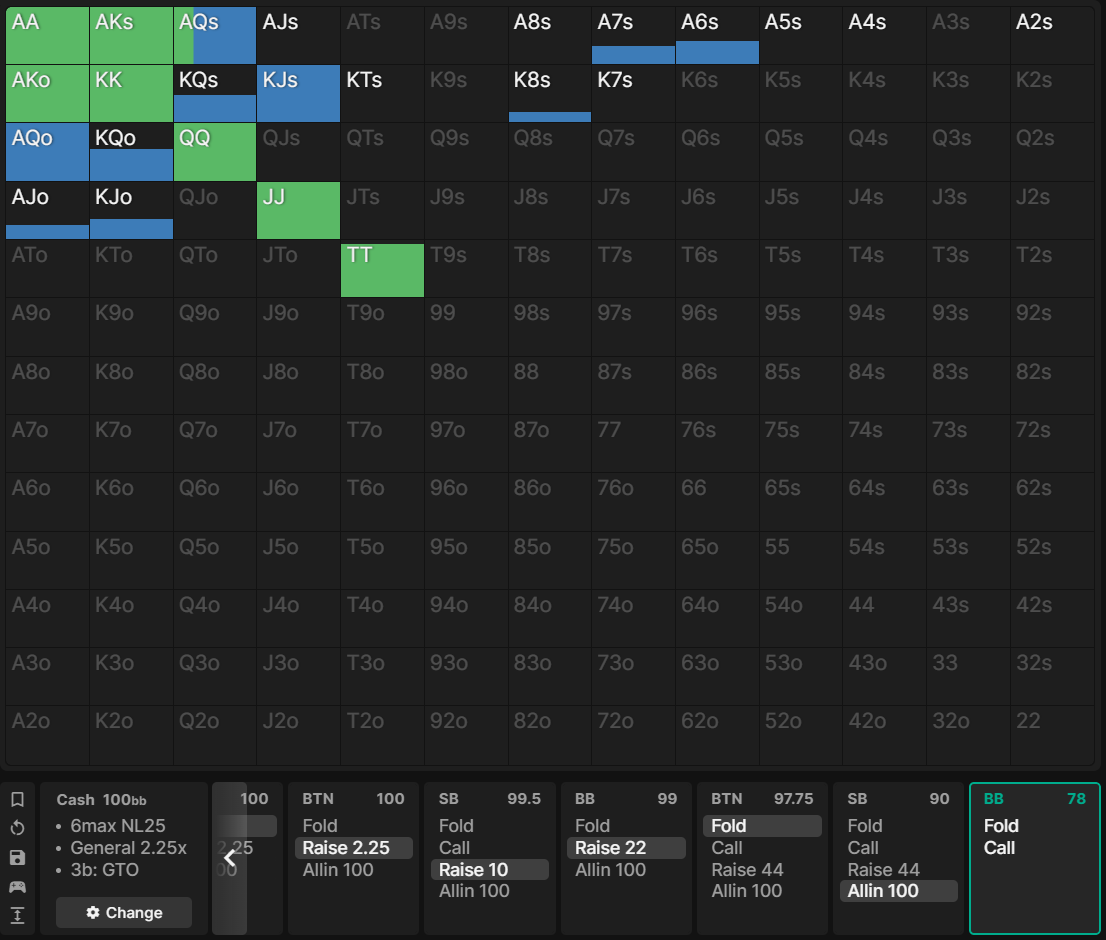 AA AKs AQs AJs ATs A9s A8s A7s A6s A5s A4s A3s A2s
AKo KK KQs KJs KTs K9s K8s K7s K6s K5s K4s K3s K2s
AQo KQo QQ QJs QTs Q9s Q8s Q7s Q6s Q5s Q4s Q3s Q2s
AJo KJo QJo JJ JTs J9s J8s J7s J6s J5s J4s J3s J2s
ATo KTo QTo JTo TT T9s T8s T7s T6s T5s T4s T3s T2s
A9o K9o Q9o J9o T9o 99 98s 97s 96s 95s 94s 93s 92s
A8o K8o Q8o J8o T8o 98o 88 87s 86s 85s 84s 83s 82s
A7o K7o Q7o J7o T7o 97o 87o 77 76s 75s 74s 73s 72s
A6o K6o Q6o J6o T6o 96o 86o 76o 66 65s 64s 63s 62s
A5o K5o Q5o J5o T5o 95o 85o 75o 65o 55 54s 53s 52s
A4o K4o Q4o J4o T4o 94o 84o 74o 64o 54o 44 43s 42s
A3o K3o Q3o J3o T3o 93o 83o 73o 63o 53o 43o 33 32s
A2o K2o Q2o J2o T2o 92o 82o 72o 62o 52o 42o 32o 22
Cash 100bb
• 6max NL25
• General 2.25x
• 3b: GTO
Change
100
2.25
00
BTN 100
Fold
Raise 2.25
Allin 100
SB 99.5
Fold
Call
Raise 10
Allin 100
BB 99
Fold
Raise 22
Allin 100
BTN 97.75
Fold
Call
Raise 44
Allin 100
SB 90
Fold
Call
Raise 44
Allin 100
BB 78
Fold
Call